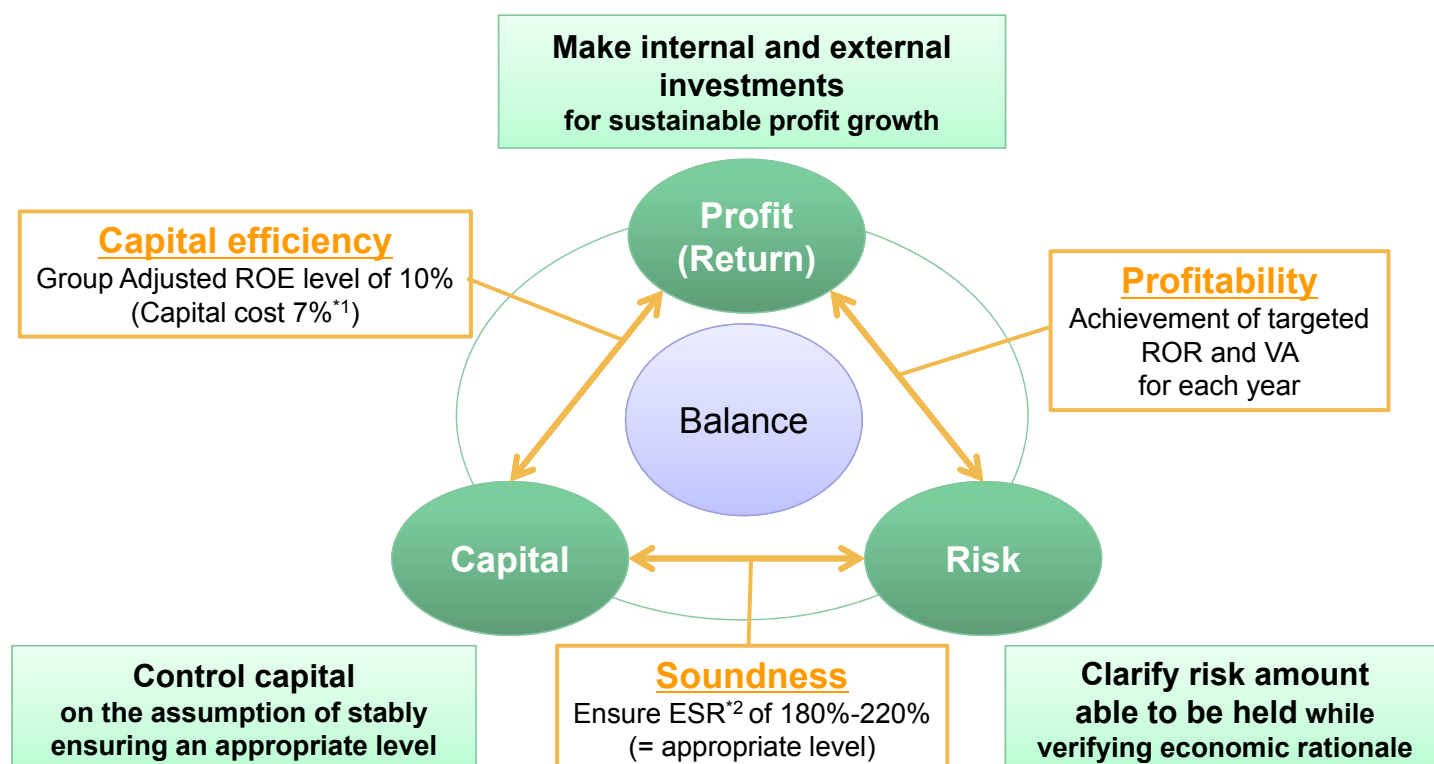 Make internal and external
investments
for sustainable profit growth
Profit
(Return)
Capital efficiency
Group Adjusted ROE level of 10%
(Capital cost 7%*1)
Profitability
Achievement of targeted
ROR and VA
for each year
Balance
Capital
Risk
Control capital
on the assumption of stably
ensuring an appropriate level
Soundness
Ensure ESR*2 of 180%-220%
(= appropriate level)
Clarify risk amount
able to be held while
verifying economic rationale